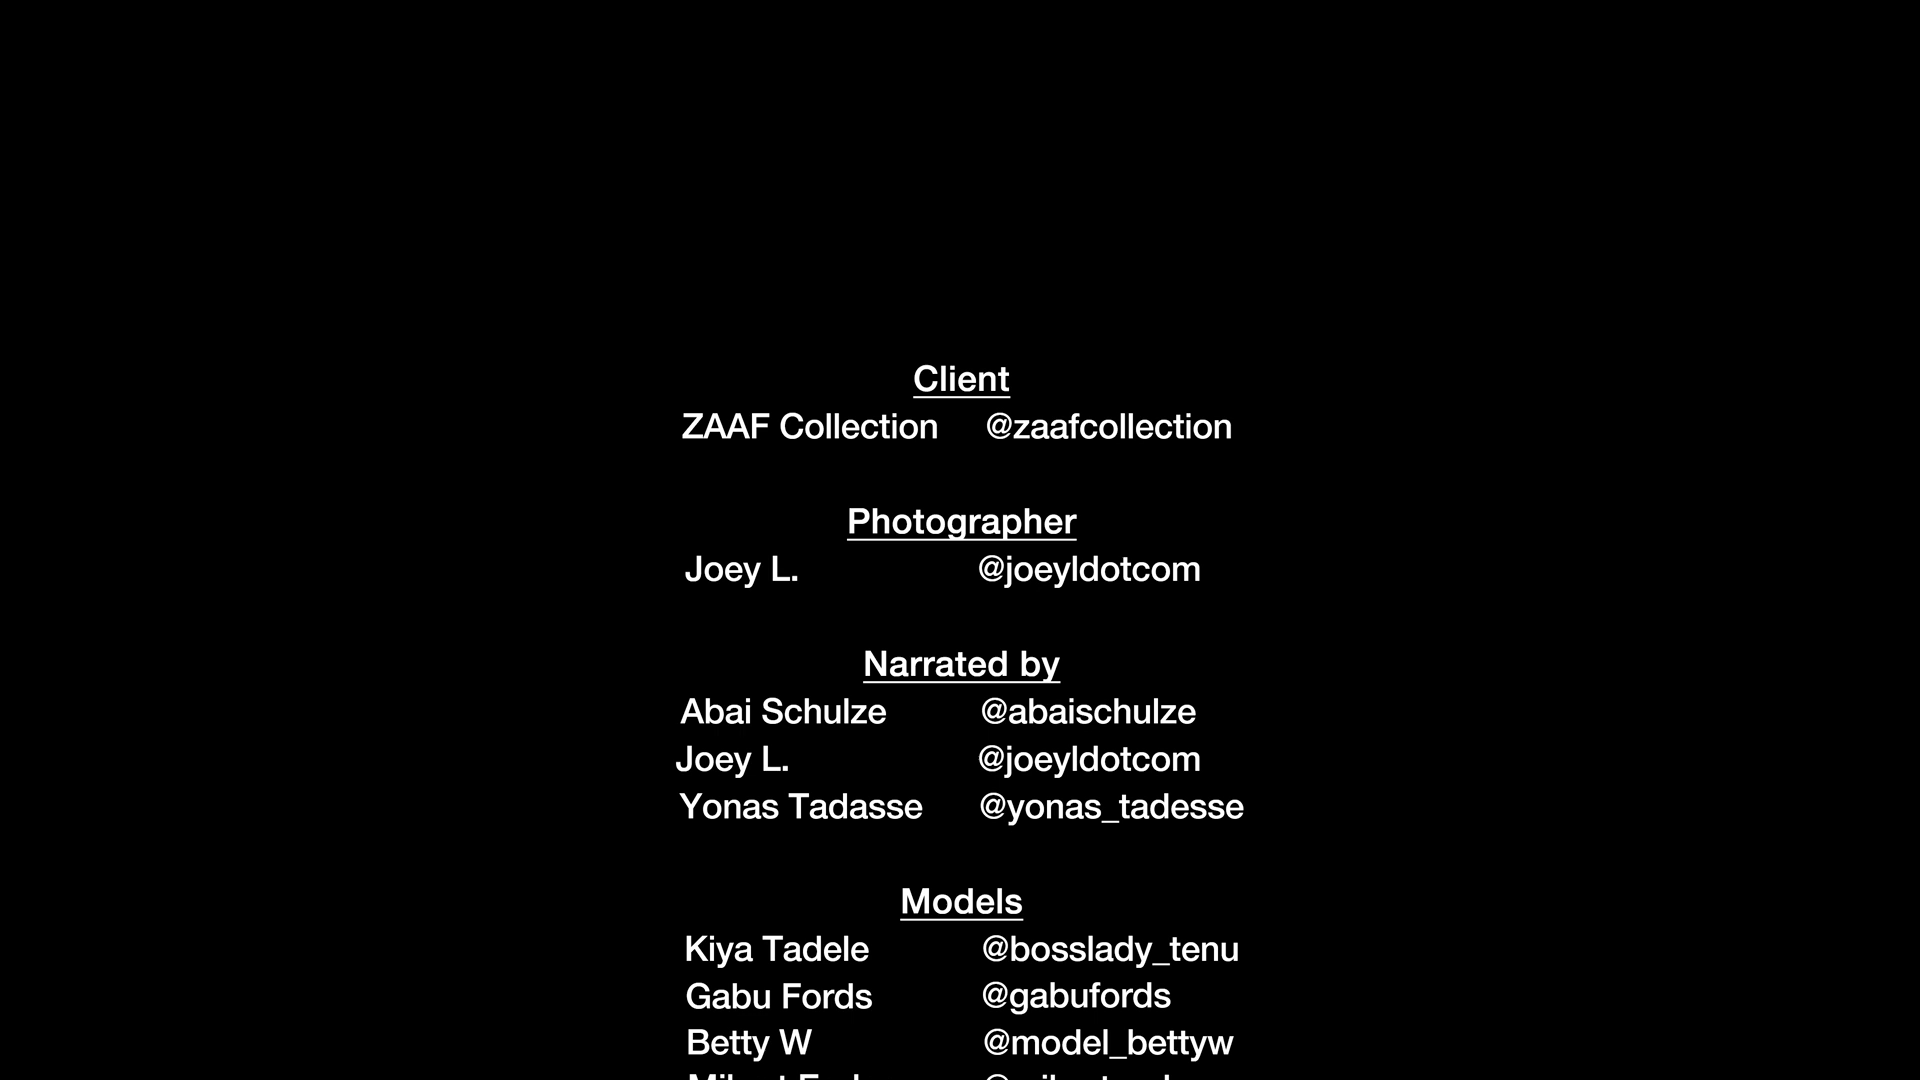 Client
ZAAF Collection @zaafcollection
Photographer
Joey L. @joeyldotcom
Narrated by
Abai Schulze @abaischulze
Joey L. @joeyldotcom
Yonas Tadasse @yonas_tadesse
Models
Kiya Tadele @bosslady_tenu
Gabu Fords @gabufords
Betty W @model_bettyw